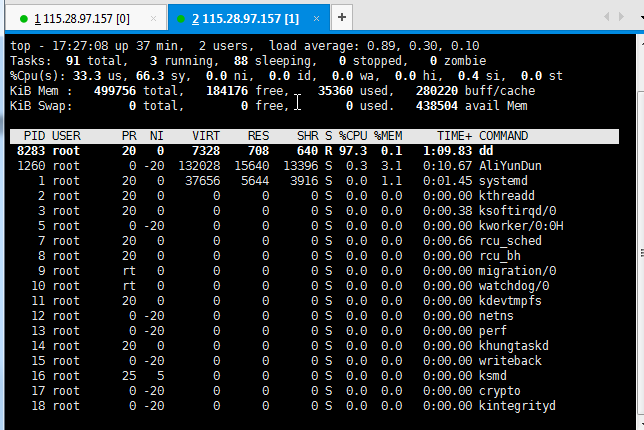 1 115.28.97.157 [0] × 2 115.28.97.157 [1] × +
top - 17:27:08 up 37 min,  2 users,  load average: 0.89, 0.30, 0.10
Tasks:  91 total,   3 running,  88 sleeping,   0 stopped,   0 zombie
%Cpu(s): 33.3 us, 66.3 sy,  0.0 ni,  0.0 id,  0.0 wa,  0.0 hi,  0.4 si,  0.0 st
KiB Mem :   499756 total,   184176 free,    35360 used,   280220 buff/cache
KiB Swap:        0 total,        0 free,        0 used.   438504 avail Mem
PID USER      PR  NI    VIRT    RES    SHR S %CPU %MEM     TIME+ COMMAND
8283 root      20   0    7328    708    640 R 97.3  0.1   1:09.83 dd
1260 root       0 -20  132028  15640  13396 S  0.3  3.1   0:10.67 AliYunDun
1 root      20   0   37656   5644   3916 S  0.0  1.1   0:01.45 systemd
2 root      20   0       0      0      0 S  0.0  0.0   0:00.00 kthreadd
3 root      20   0       0      0      0 S  0.0  0.0   0:00.38 ksoftirqd/0
5 root       0 -20       0      0      0 S  0.0  0.0   0:00.00 kworker/0:0H
7 root      20   0       0      0      0 S  0.0  0.0   0:00.66 rcu_sched
8 root      20   0       0      0      0 S  0.0  0.0   0:00.00 rcu_bh
9 root      rt   0       0      0      0 S  0.0  0.0   0:00.00 migration/0
10 root      rt   0       0      0      0 S  0.0  0.0   0:00.00 watchdog/0
11 root      20   0       0      0      0 S  0.0  0.0   0:00.00 kdevtmpfs
12 root       0 -20       0      0      0 S  0.0  0.0   0:00.00 netns
13 root       0 -20       0      0      0 S  0.0  0.0   0:00.00 perf
14 root      20   0       0      0      0 S  0.0  0.0   0:00.00 khungtaskd
15 root       0 -20       0      0      0 S  0.0  0.0   0:00.00 writeback
16 root      25   5       0      0      0 S  0.0  0.0   0:00.00 ksmd
17 root       0 -20       0      0      0 S  0.0  0.0   0:00.00 crypto
18 root       0 -20       0      0      0 S  0.0  0.0   0:00.00 kintegrityd